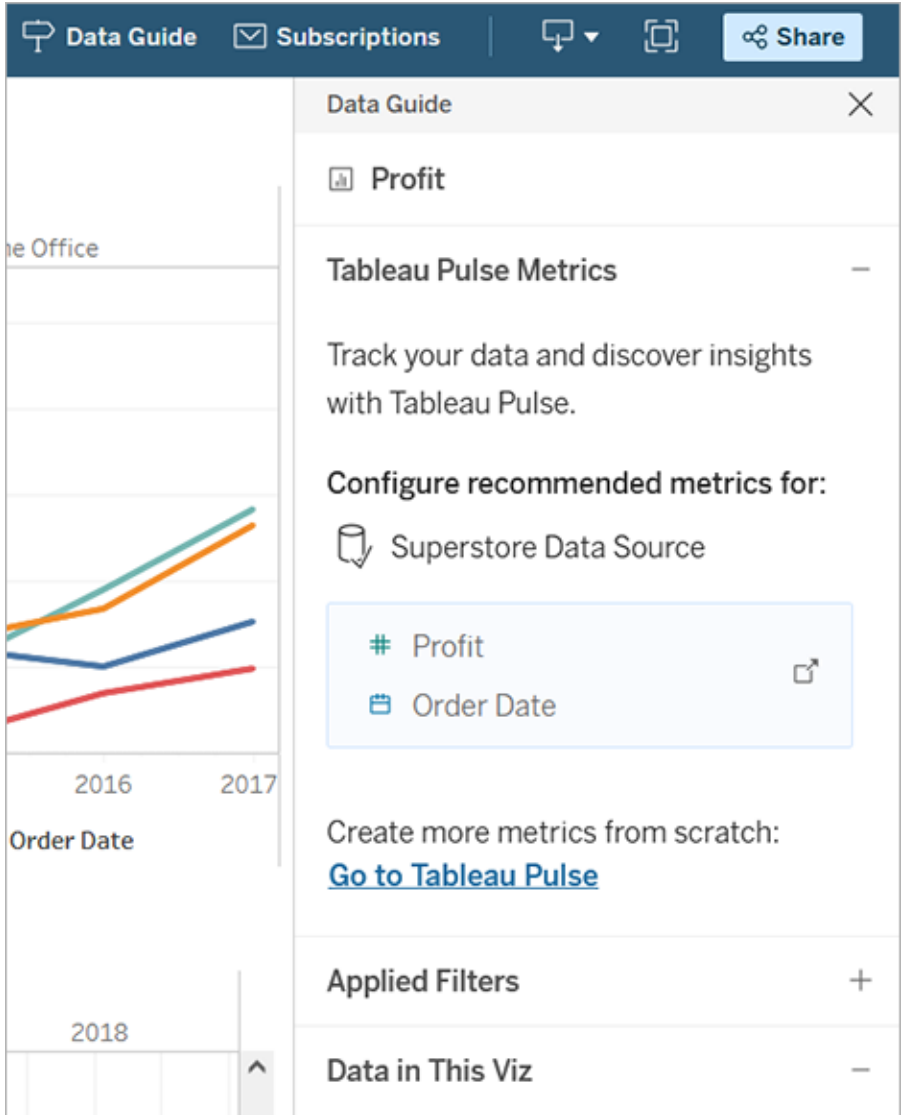 Data Guide
Subscriptions
Share
Data Guide
Profit
ne Office
Tableau Pulse Metrics
Track your data and discover insights
with Tableau Pulse.
Configure recommended metrics for:
Superstore Data Source
Profit
Order Date
2016
2017
Order Date
Create more metrics from scratch:
Go to Tableau Pulse
Applied Filters
2018
Data in This Viz